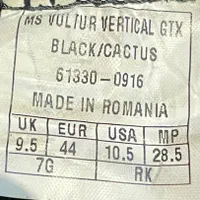 MS VULTUR VERTICAL GTX
BLACK/CACTUS
61330-0916
MADE IN ROMANIA
UK EUR USA MP
9.5 44 10.5 28.5
7G RK